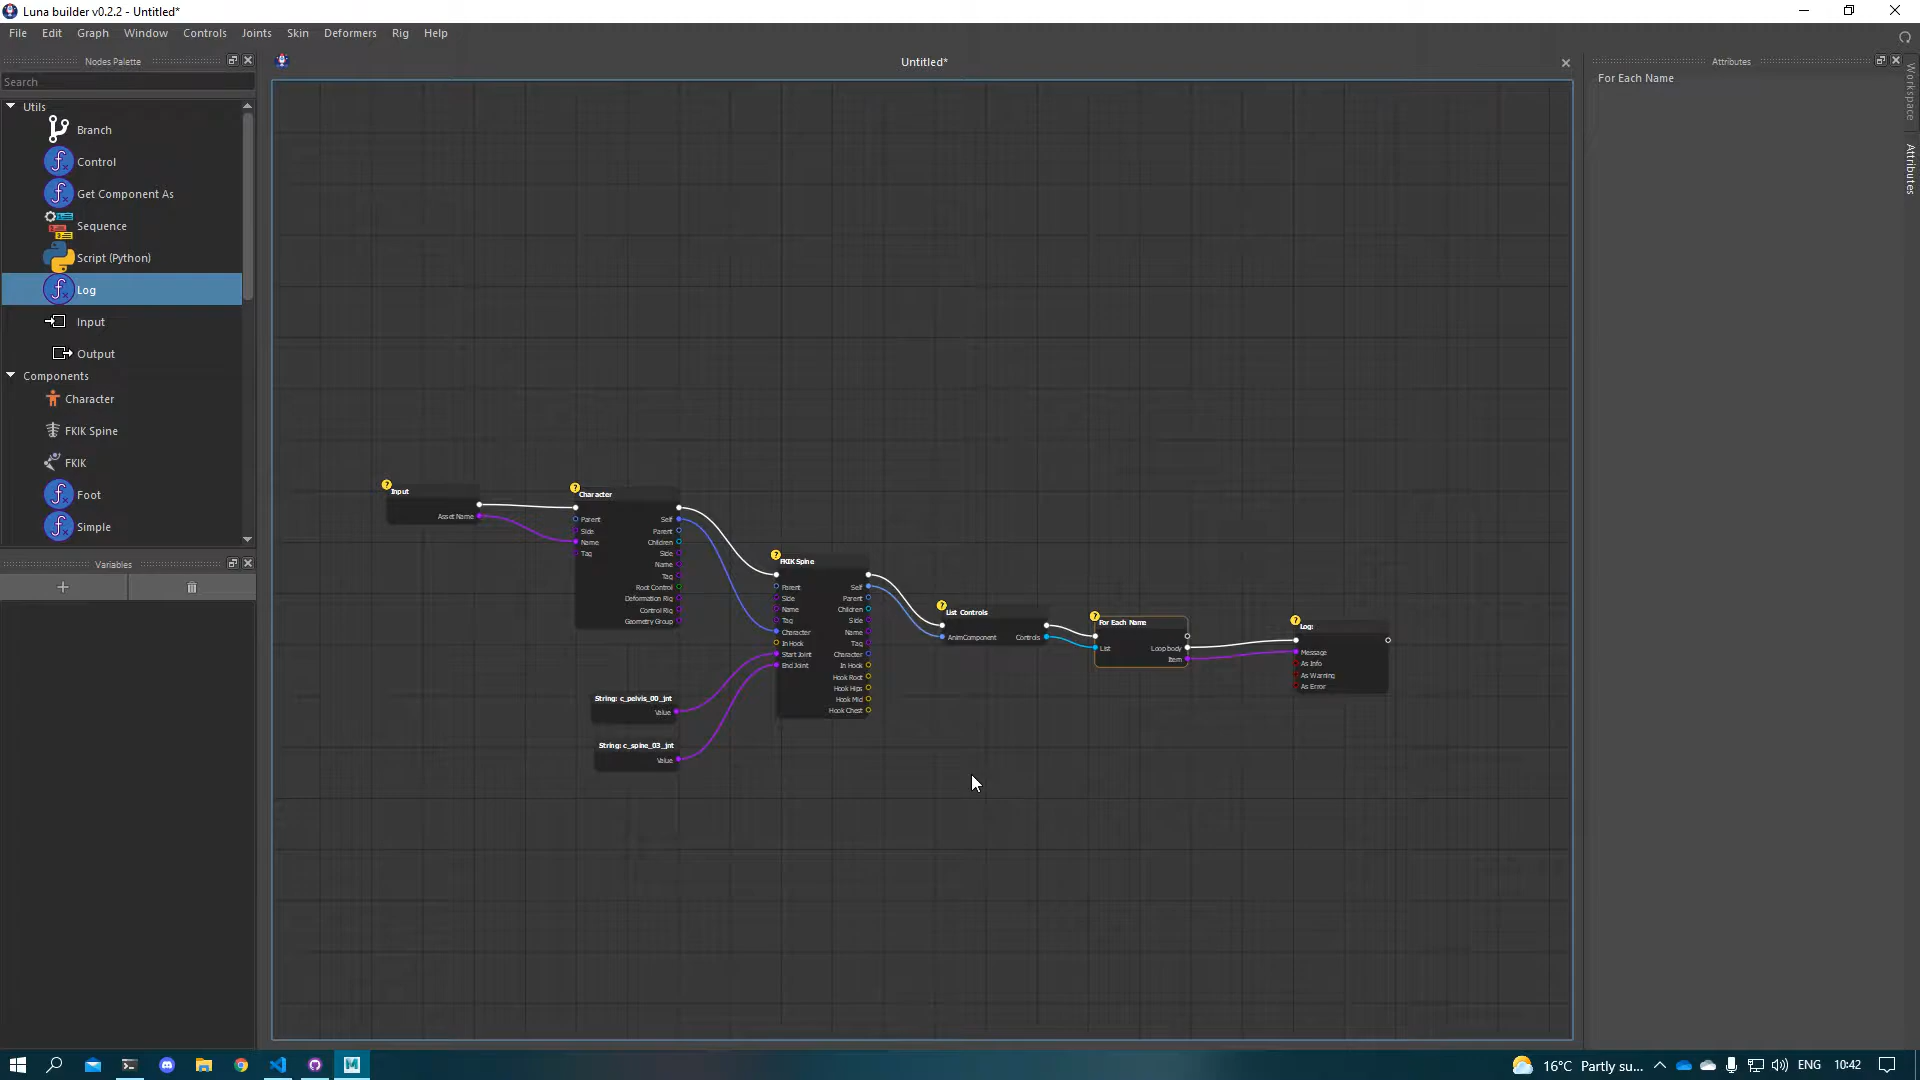 Luna builder v0.2.2 - Untitled*
File Edit Graph Window Controls Joints Skin Deformers Rig Help
Nodes Palette
Search
Utils
Branch
Control
Get Component As
Sequence
Script (Python)
Log
Input
Output
Components
Character
FKIK Spine
FKIK
Foot
Simple
Variables
Untitled*
Input
Asset Name
Character
Parent
Side
Name
Tag
Self
Parent
Children
Side
Name
Tag
Root Control
Deformation Rig
Control Rig
Geometry Group
FKIK Spine
Parent
Side
Name
Tag
Character
In Hook
Start Joint
End Joint
Self
Parent
Children
Side
Name
Tag
Character
In Hook
Hook Root
Hook Hips
Hook Mid
Hook Chest
String: c_pelvis_00_jnt
Value
String: c_spine_03_jnt
Value
List Controls
AnimComponent Controls
For Each Name
List Loop body
Item
Log:
Message
As Info
As Warning
As Error
Attributes
For Each Name
Workspace
Attributes
16°C Partly su... ENG 10:42